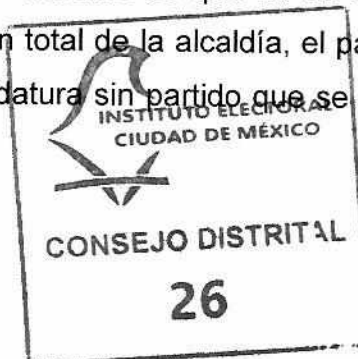 n total de la alcaldía, el pa
datura sin partido que se
INSTITUTO ELECTORAL
CIUDAD DE MÉXICO
CONSEJO DISTRITAL
26